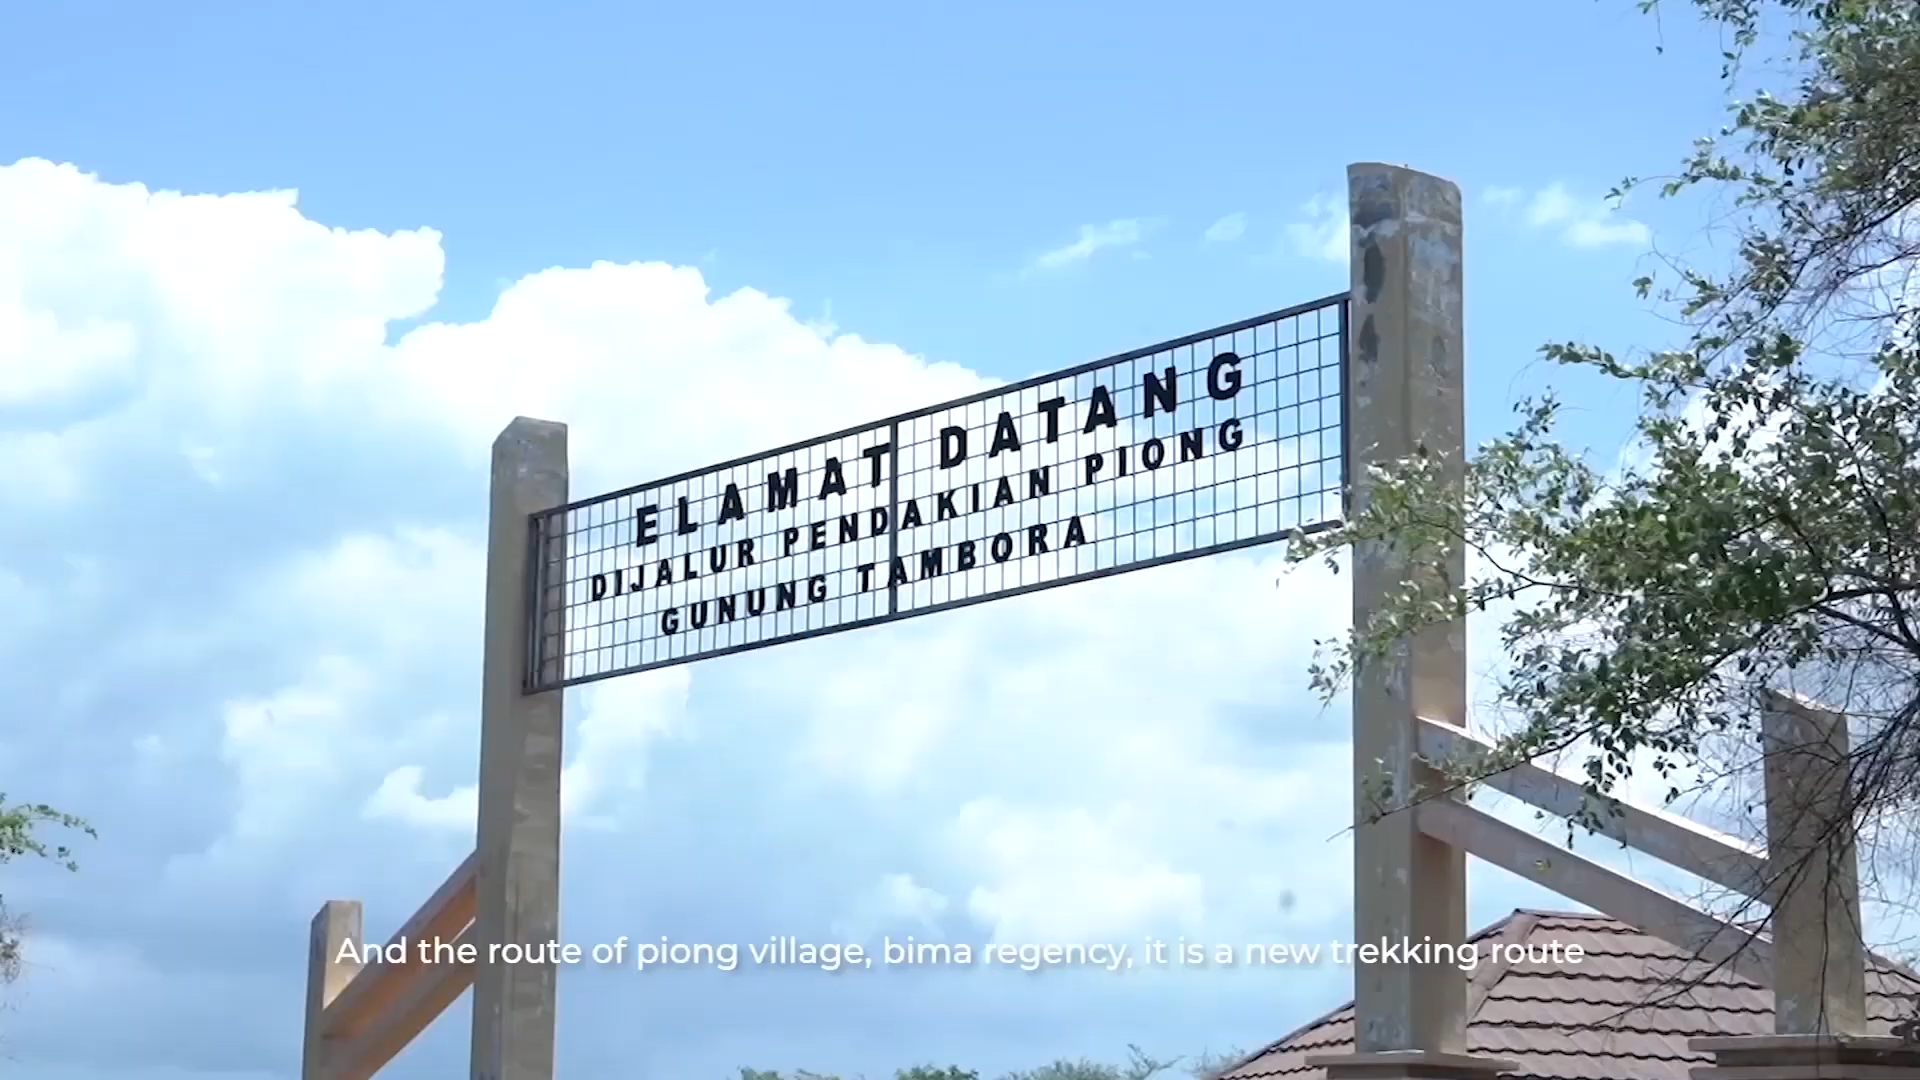 ELAMAT DATANG
DIJALUR PENDAKIAN PIONG
GUNUNG TAMBORA
And the route of piong village, bima regency, it is a new trekking route